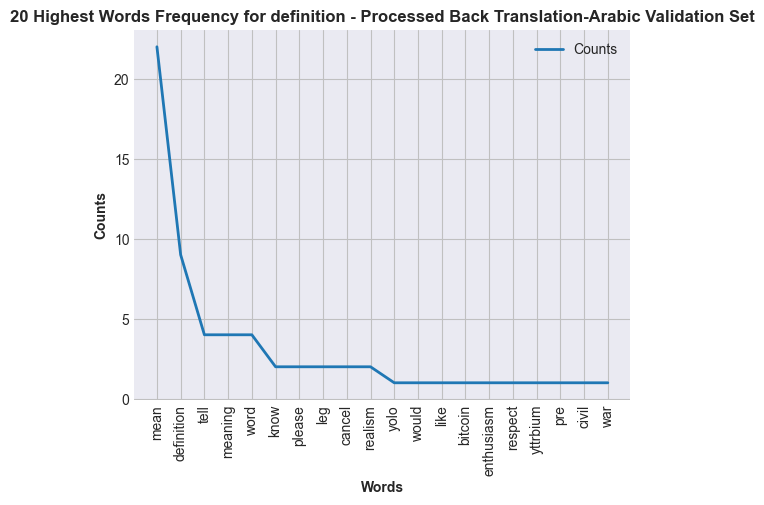 20 Highest Words Frequency for definition - Processed Back Translation-Arabic Validation Set
Counts
20
15
10
5
0
Counts
mean
definition
tell
meaning
word
know
please
leg
cancel
realism
yolo
would
like
bitcoin
enthusiasm
respect
yttrbium
pre
civil
war
Words